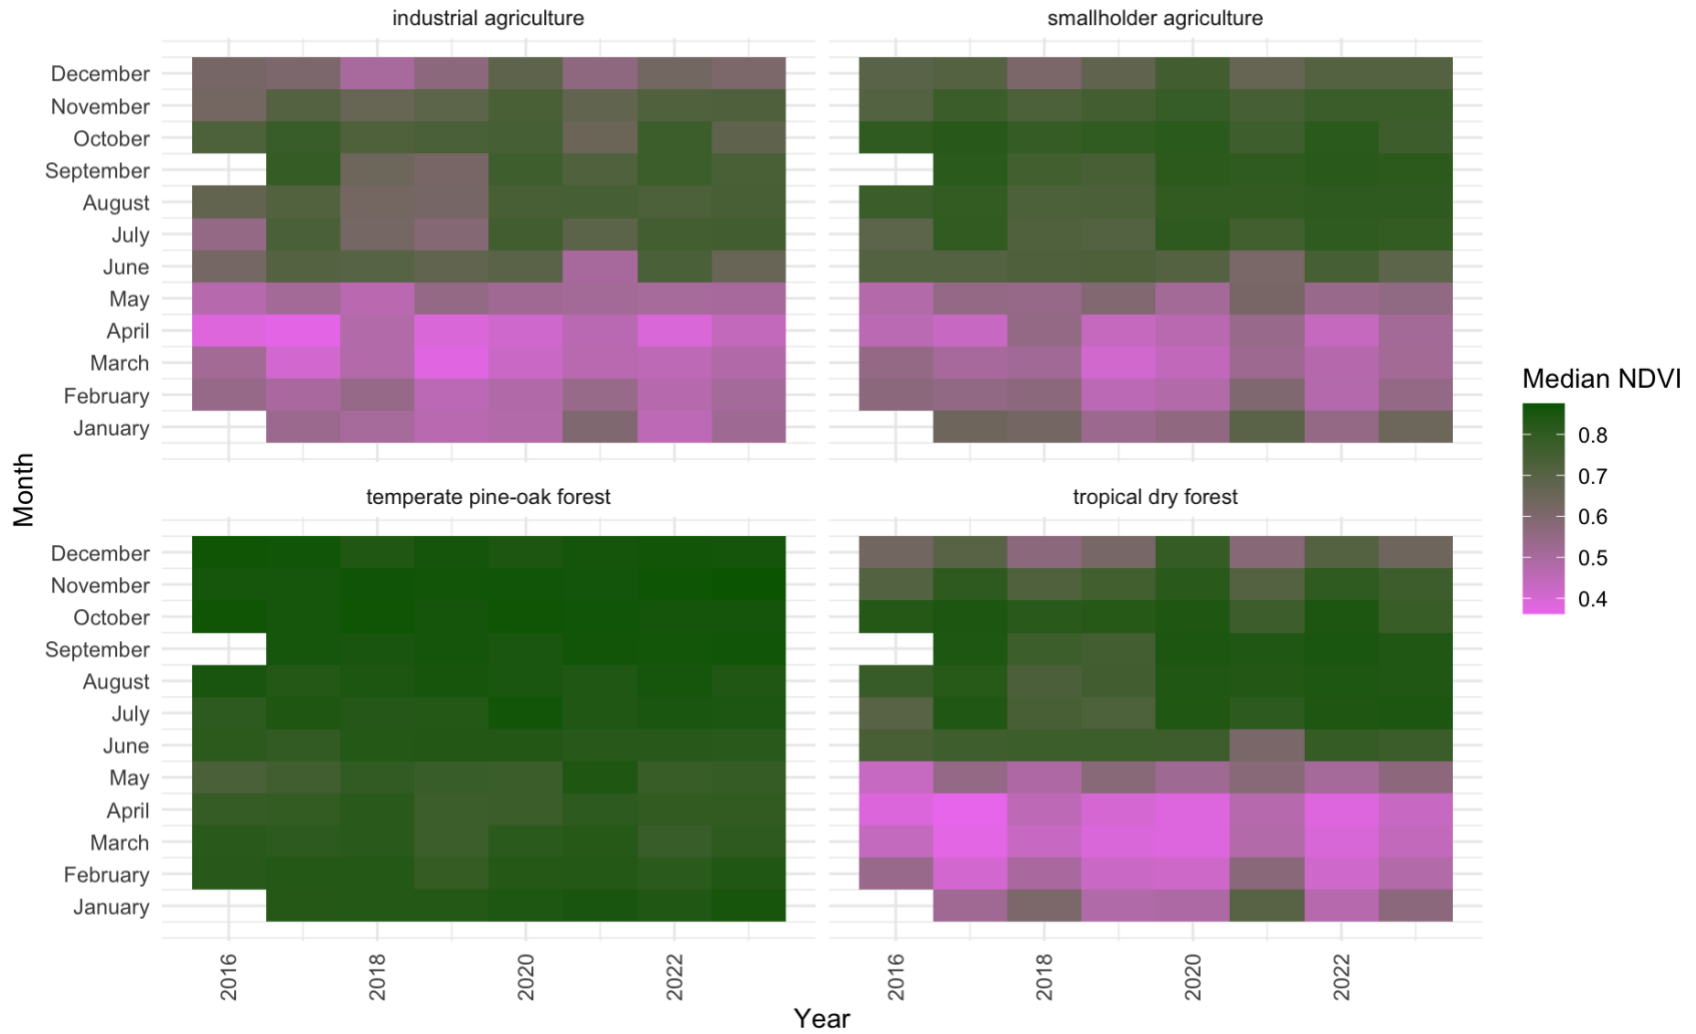 industrial agriculture
smallholder agriculture
December
November
October
September
August
July
June
May
April
March
February
January
temperate pine-oak forest
tropical dry forest
December
November
October
September
August
July
June
May
April
March
February
January
Month
2016
2018
2020
2022
2016
2018
2020
2022
Year
Median NDVI
0.8
0.7
0.6
0.5
0.4